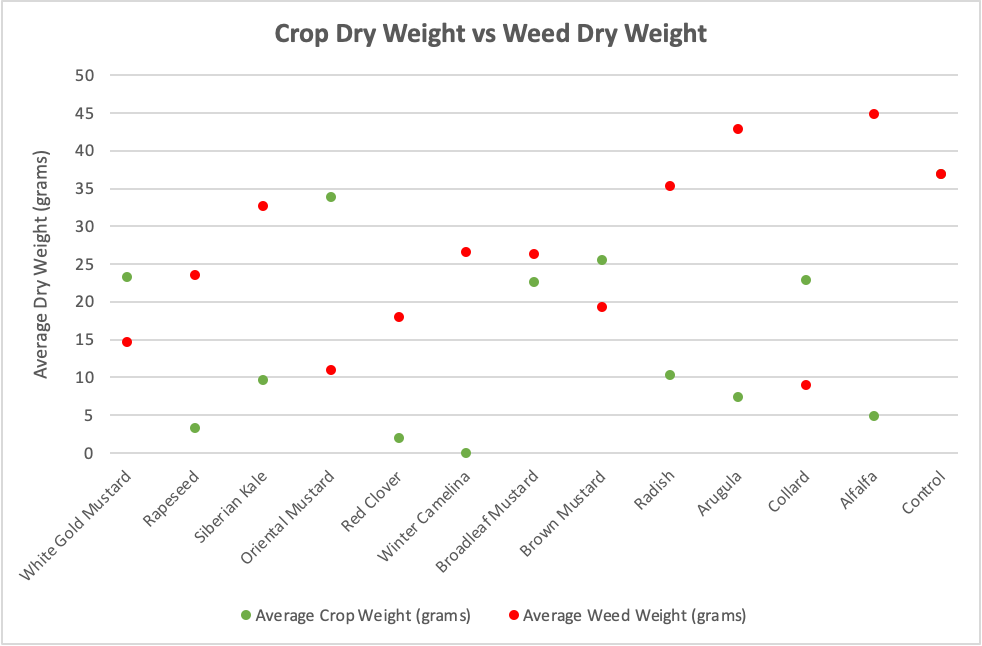 Crop Dry Weight vs Weed Dry Weight
Average Dry Weight (grams)
50
45
40
35
30
25
20
15
10
5
0
White Gold Mustard
Rapeseed
Siberian Kale
Oriental Mustard
Red Clover
Winter Camelina
Broadleaf Mustard
Brown Mustard
Radish
Arugula
Collard
Alfalfa
Control
Average Crop Weight (grams)
Average Weed Weight (grams)